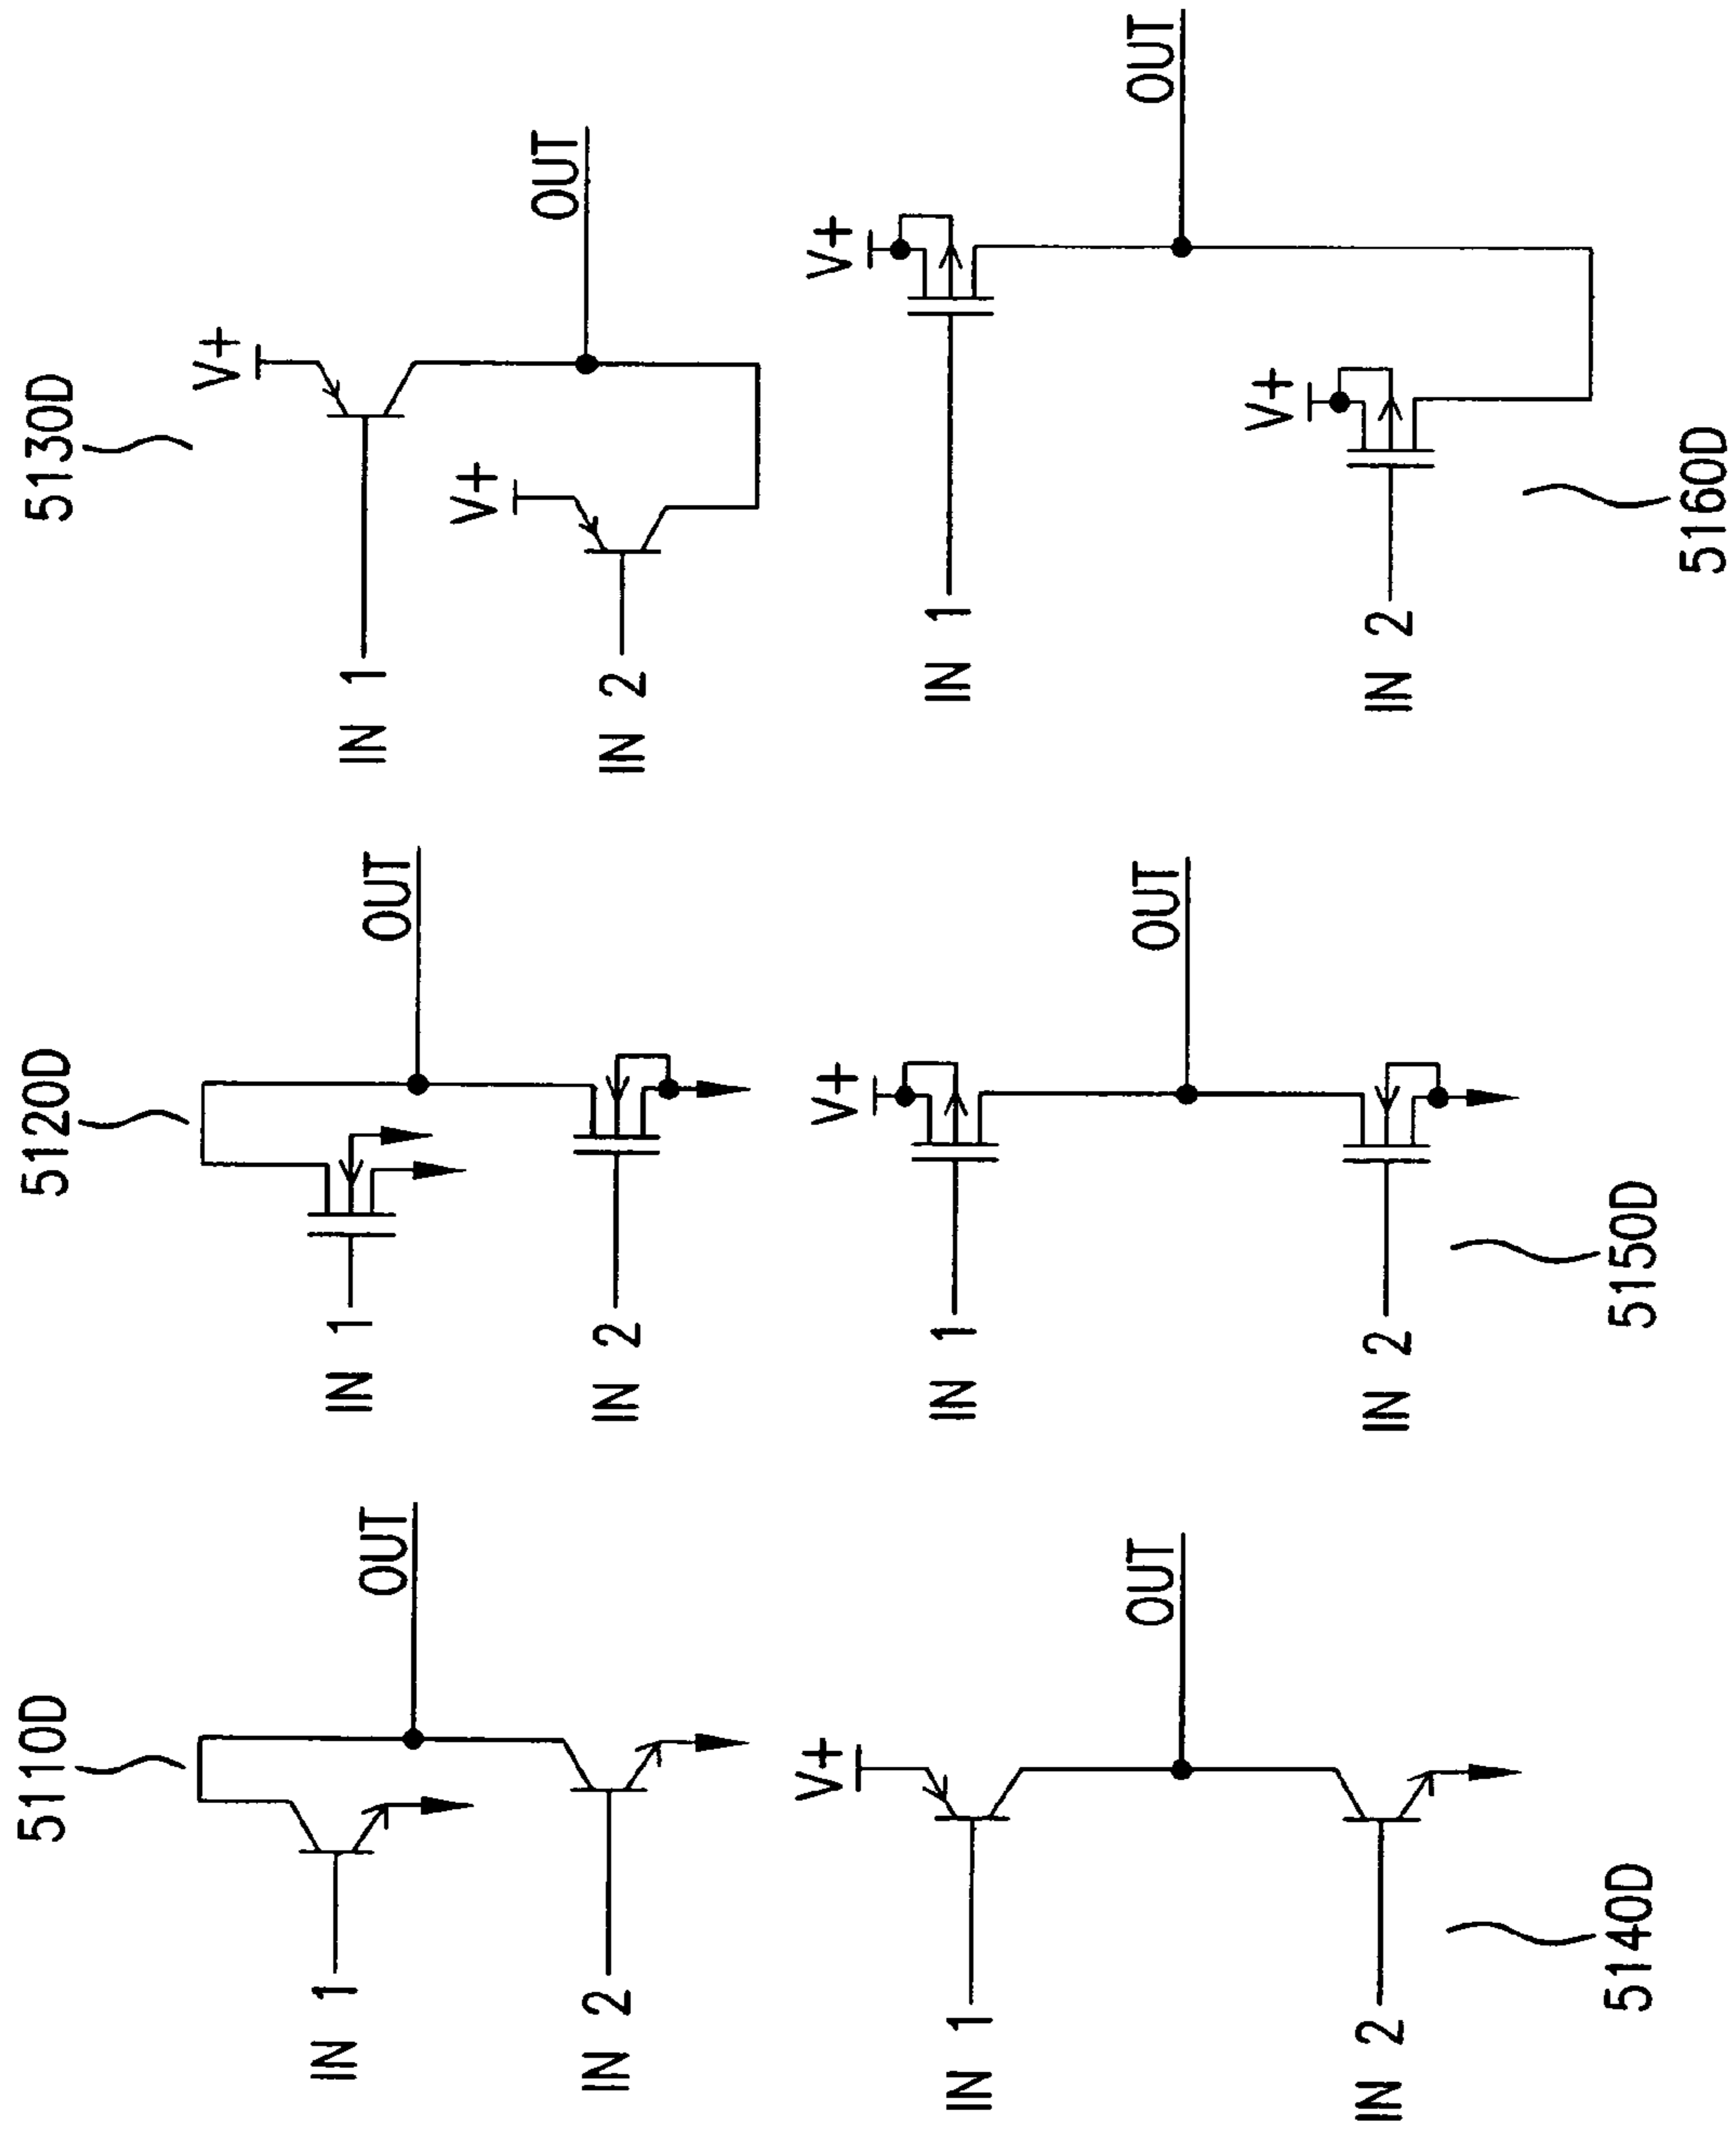 5110D
IN 1
OUT
IN 2
5120D
IN 1
OUT
IN 2
5130D
V+
IN 1
V+
OUT
IN 2
V+
IN 1
OUT
IN 2
5140D
V+
IN 1
OUT
IN 2
5150D
V+
IN 1
OUT
V+
IN 2
5160D